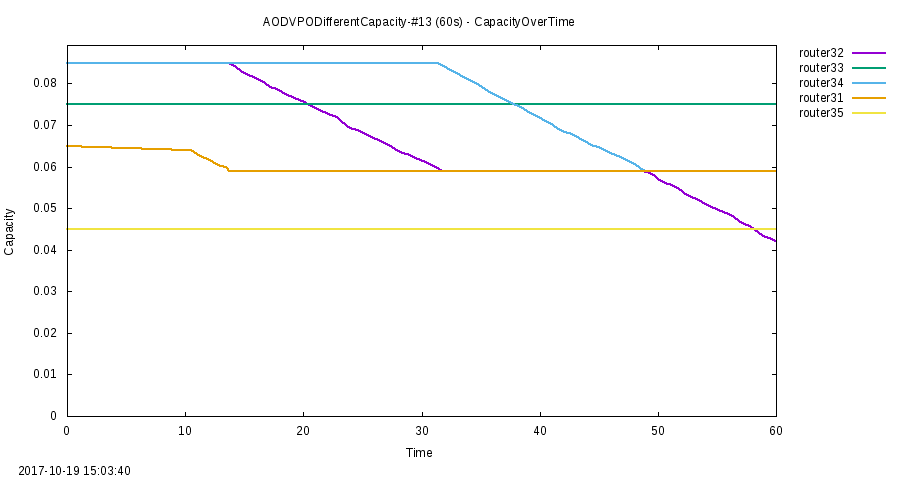 AODVPODifferentCapacity-#13 (60s) - CapacityOverTime
router32
router33
router34
router31
router35
0.08
0.07
0.06
0.05
0.04
0.03
0.02
0.01
0
Capacity
0 10 20 30 40 50 60
Time
2017-10-19 15:03:40